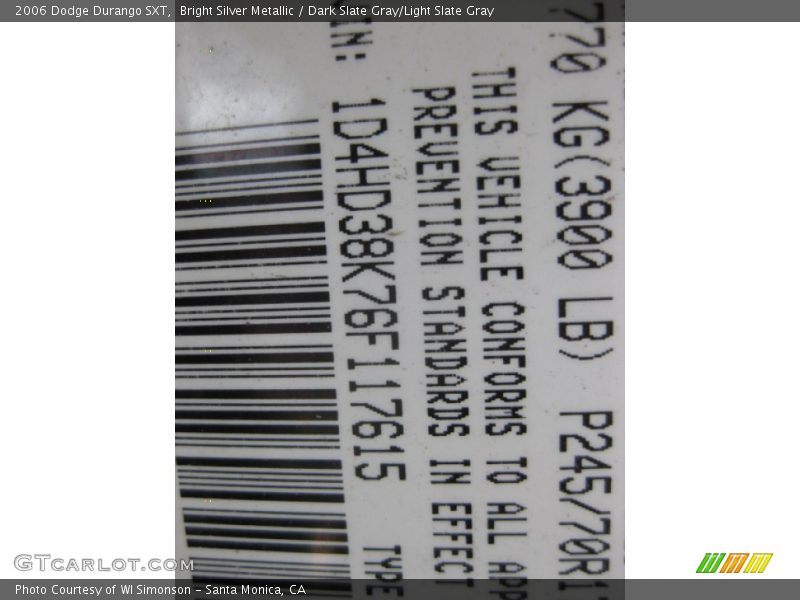 2006 Dodge Durango SXT, Bright Silver Metallic / Dark Slate Gray/Light Slate Gray
770 KG(3900 LB) P245/70R1
THIS VEHICLE CONFORMS TO ALL APP
PREVENTION STANDARDS IN EFFECT
IN: 1D4HD38K76F117615 TYPE
GTCarlot.com
Photo Courtesy of WI Simonson – Santa Monica, CA